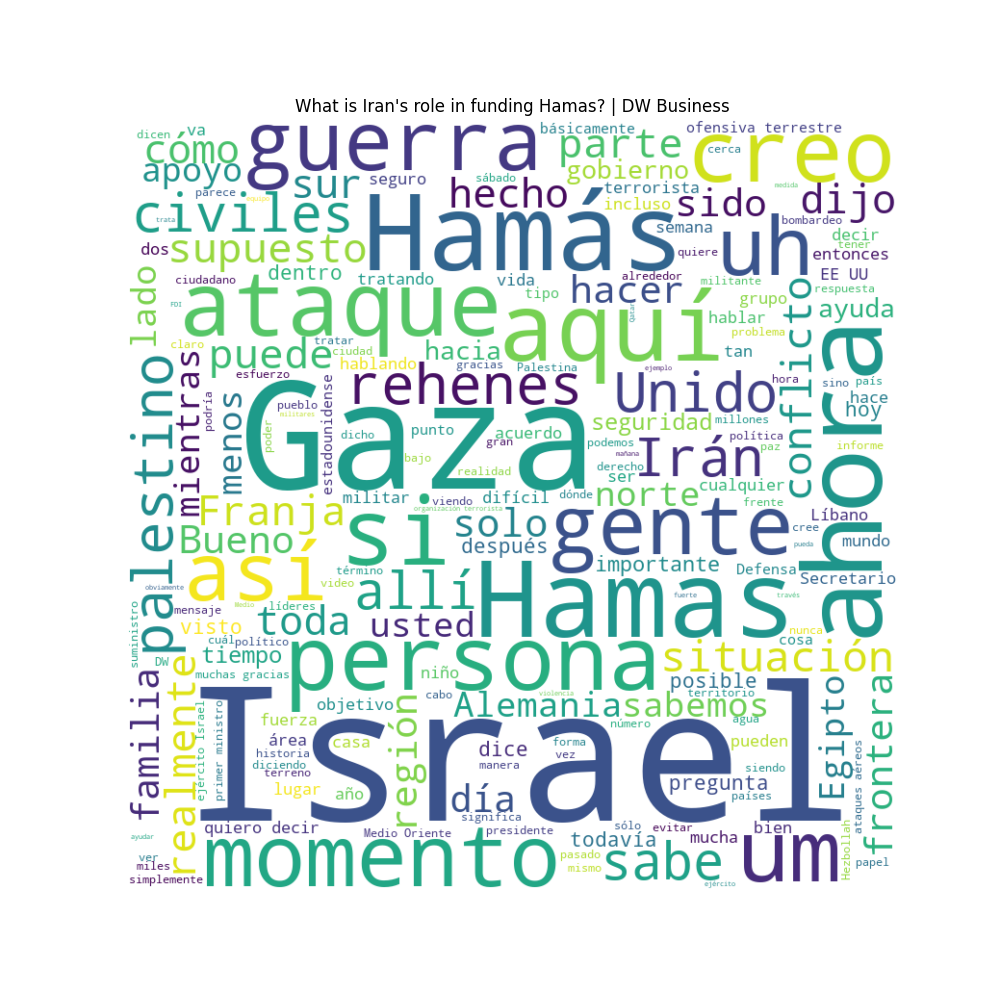 What is Iran's role in funding Hamas? | DW Business
dicen
va
cómo
guerra
básicamente
parte
ofensiva terrestre
creo
cerca
apoyo
sur
seguro
sábado
gobierno
medida
parece
equipo
hecho
terrorista
incluso
sido
dijo
civiles
trata
Hamás
semana
uh
bombardeo
decir
tener
dos
supuesto
quiere
entonces
lado
ciudadano
dentro
tratando
vida
alrededor
hacer
militante
EE UU
respuesta
FDI
ataque
tipo
aquí
Qatar
grupo
hablar
conflicto
ayuda
claro
tratar
ciudad
puede
hablando
hacia
gracias
Palestina
problema
tan
ahora
palestino
mientras
esfuerzo
rehenes
ejemplo
Unido
hora
sino
país
podría
menos
pueblo
militares
estadounidense
Gaza
hace
hoy
poder
dicho
punto
acuerdo
gran
seguridad
millones
podemos
política
paz
informe
bajo
realidad
mañana
derecho
Irán
ser
cualquier
militar
viendo
difícil
dónde
norte
frente
Franja
organización terrorista
si
solo
gente
Líbano
cree
mundo
Bueno
después
pueda
obviamente
así
término
video
importante
Defensa
Secretario
allí
Hamas
fuerte
través
suministro
mensaje
Medio
líderes
visto
toda
usted
nunca
cosa
DW
cuál
político
tiempo
persona
situación
muchas gracias
niño
posible
familia
realmente
ejército Israel
primer ministro
objetivo
cabo
violencia
territorio
región
Alemania
sabemos
Egipto
frontera
fuerza
número
agua
área
casa
Israel
dice
forma
vez
pueden
historia
diciendo
manera
terreno
lugar
año
día
siendo
pregunta
países
ataques aéreos
significa
quiero decir
Medio Oriente
presidente
sólo
evitar
bien
ayudar
todavía
mucha
Hezbollah
ver
miles
momento
pasado
mismo
sabe
um
papel
simplemente
ejército